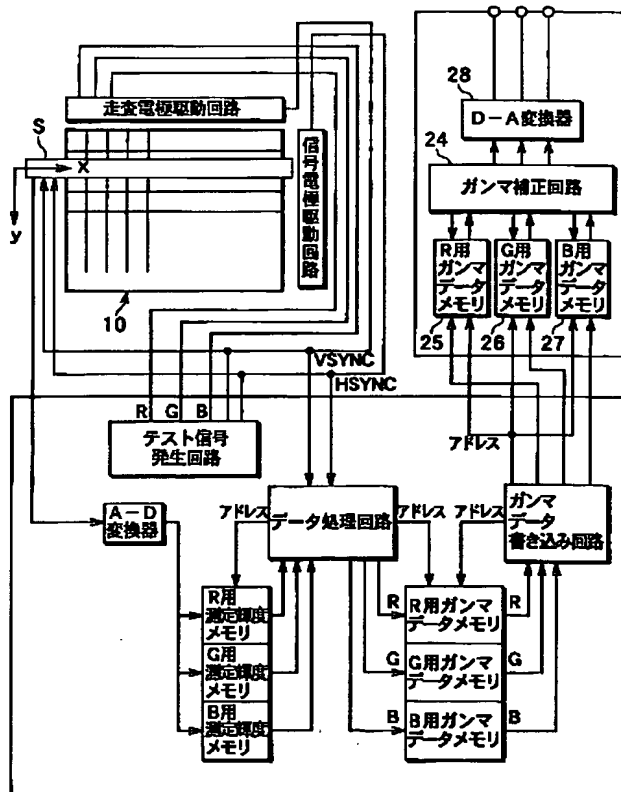 走査電極駆動回路
S
x
y
信号電極駆動回路
10
28
D-A変換器
24
ガンマ補正回路
R用
ガンマ
データ
メモリ
G用
ガンマ
データ
メモリ
B用
ガンマ
データ
メモリ
25
26
27
VSYNC
HSYNC
R
G
B
テスト信号
発生回路
アドレス
A-D
変換器
アドレス
データ処理回路
アドレス
アドレス
ガンマ
データ
書き込み回路
R用
測定輝度
メモリ
G用
測定輝度
メモリ
B用
測定輝度
メモリ
R
R用ガンマ
データメモリ
R
G
G用ガンマ
データメモリ
G
B
B用ガンマ
データメモリ
B